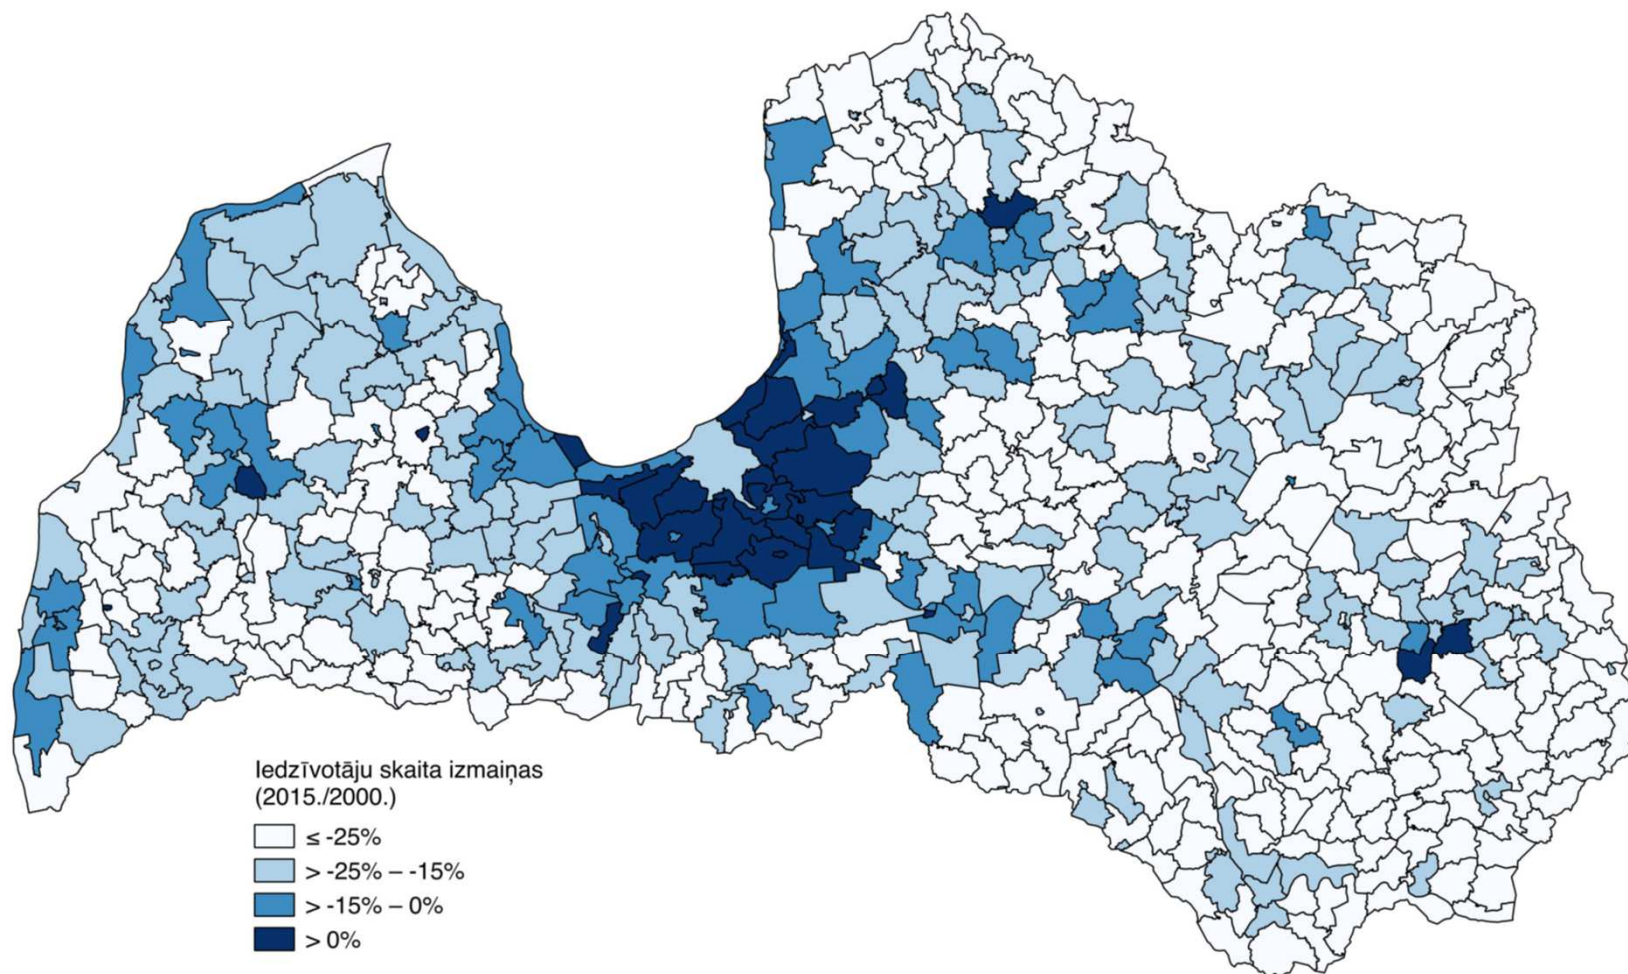 Iedzīvotāju skaita izmaiņas
(2015./2000.)
≤ -25%
> -25% – -15%
> -15% – 0%
> 0%